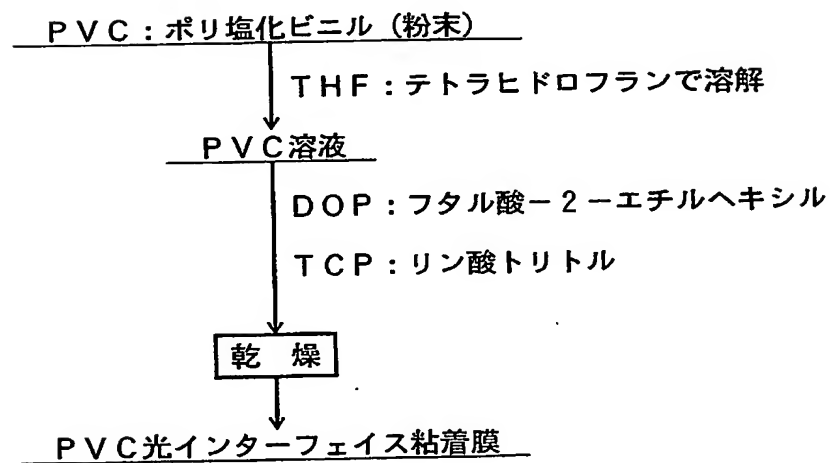 PVC:ポリ塩化ビニル(粉末)
THF:テトラヒドロフランで溶解
PVC溶液
DOP:フタル酸-2-エチルヘキシル
TCP:リン酸トリトル
乾 燥
PVC光インターフェイス粘着膜